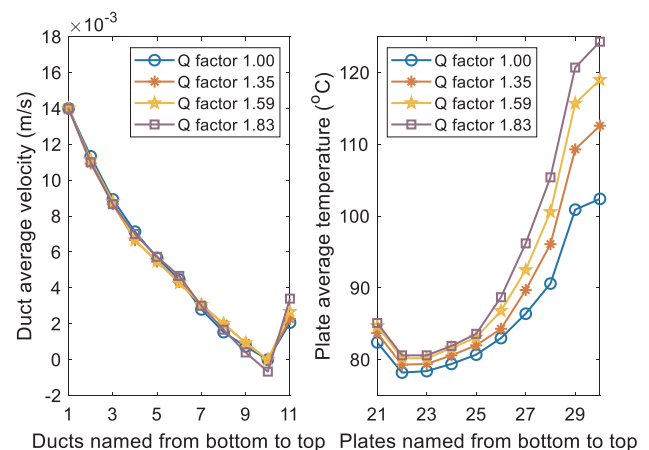 ×10⁻³
18
16
14
12
10
8
6
4
2
0
-2
Duct average velocity (m/s)
Q factor 1.00
Q factor 1.35
Q factor 1.59
Q factor 1.83
1
3
5
7
9
11
Ducts named from bottom to top
120
110
100
90
80
Plate average temperature (°C)
Q factor 1.00
Q factor 1.35
Q factor 1.59
Q factor 1.83
21
23
25
27
29
Plates named from bottom to top